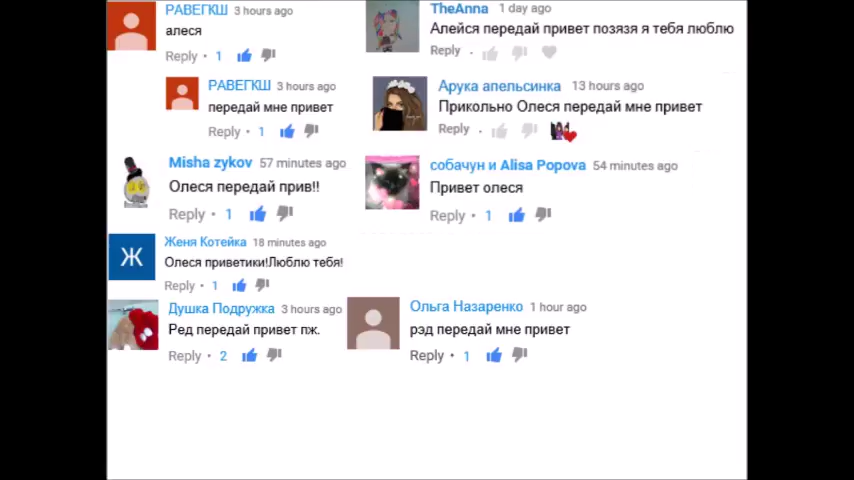 РАВЕГКШ 3 hours ago
алеся
Reply · 1
РАВЕГКШ 3 hours ago
передай мне привет
Reply · 1
Misha zykov 57 minutes ago
Олеся передай прив!!
Reply · 1
Ж
Женя Котейка 18 minutes ago
Олеся приветики!Люблю тебя!
Reply · 1
Душка Подружка 3 hours ago
Ред передай привет пж.
Reply · 2
TheAnna 1 day ago
Алейся передай привет позязя я тебя люблю
Reply ·
Арука апельсинка 13 hours ago
Прикольно Олеся передай мне привет
Reply ·
собачун и Alisa Popova 54 minutes ago
Привет олеся
Reply · 1
Ольга Назаренко 1 hour ago
рэд передай мне привет
Reply · 1